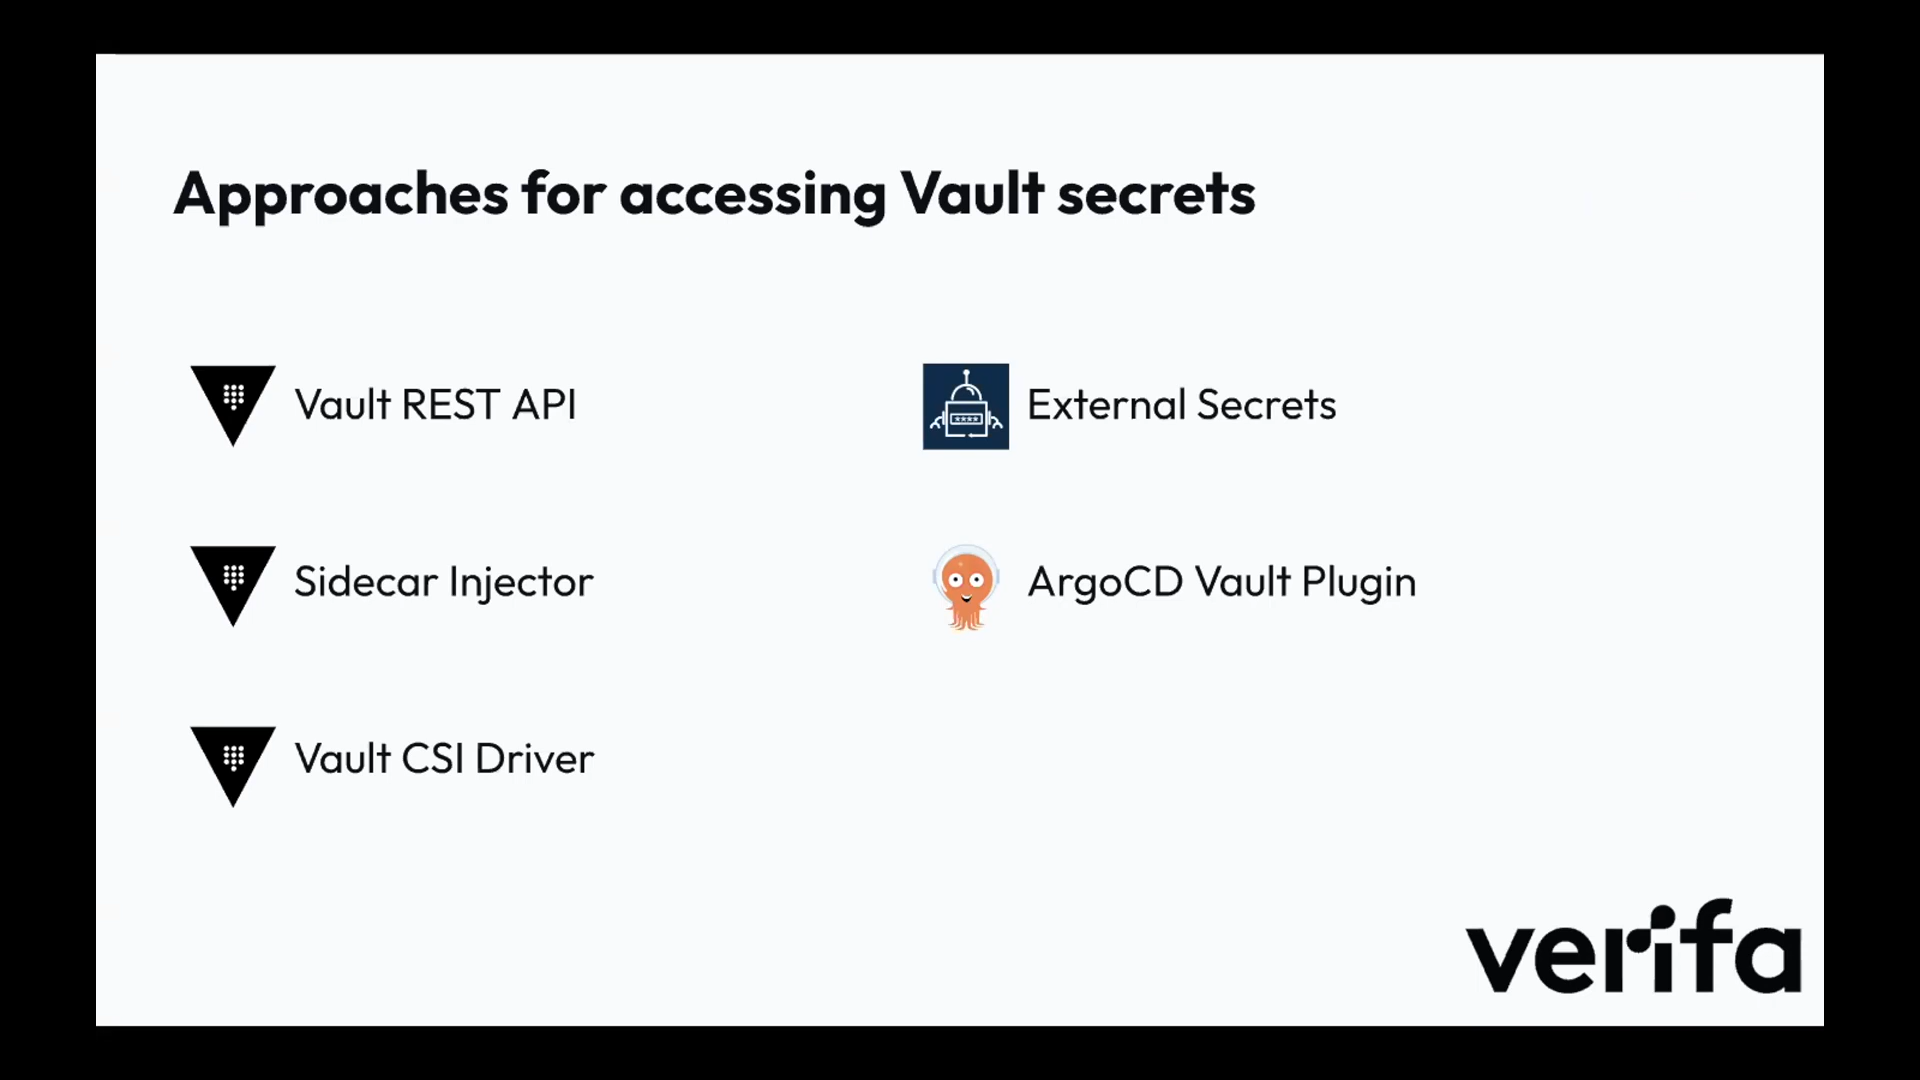 Approaches for accessing Vault secrets
Vault REST API
Sidecar Injector
Vault CSI Driver
External Secrets
****
ArgoCD Vault Plugin
verifa